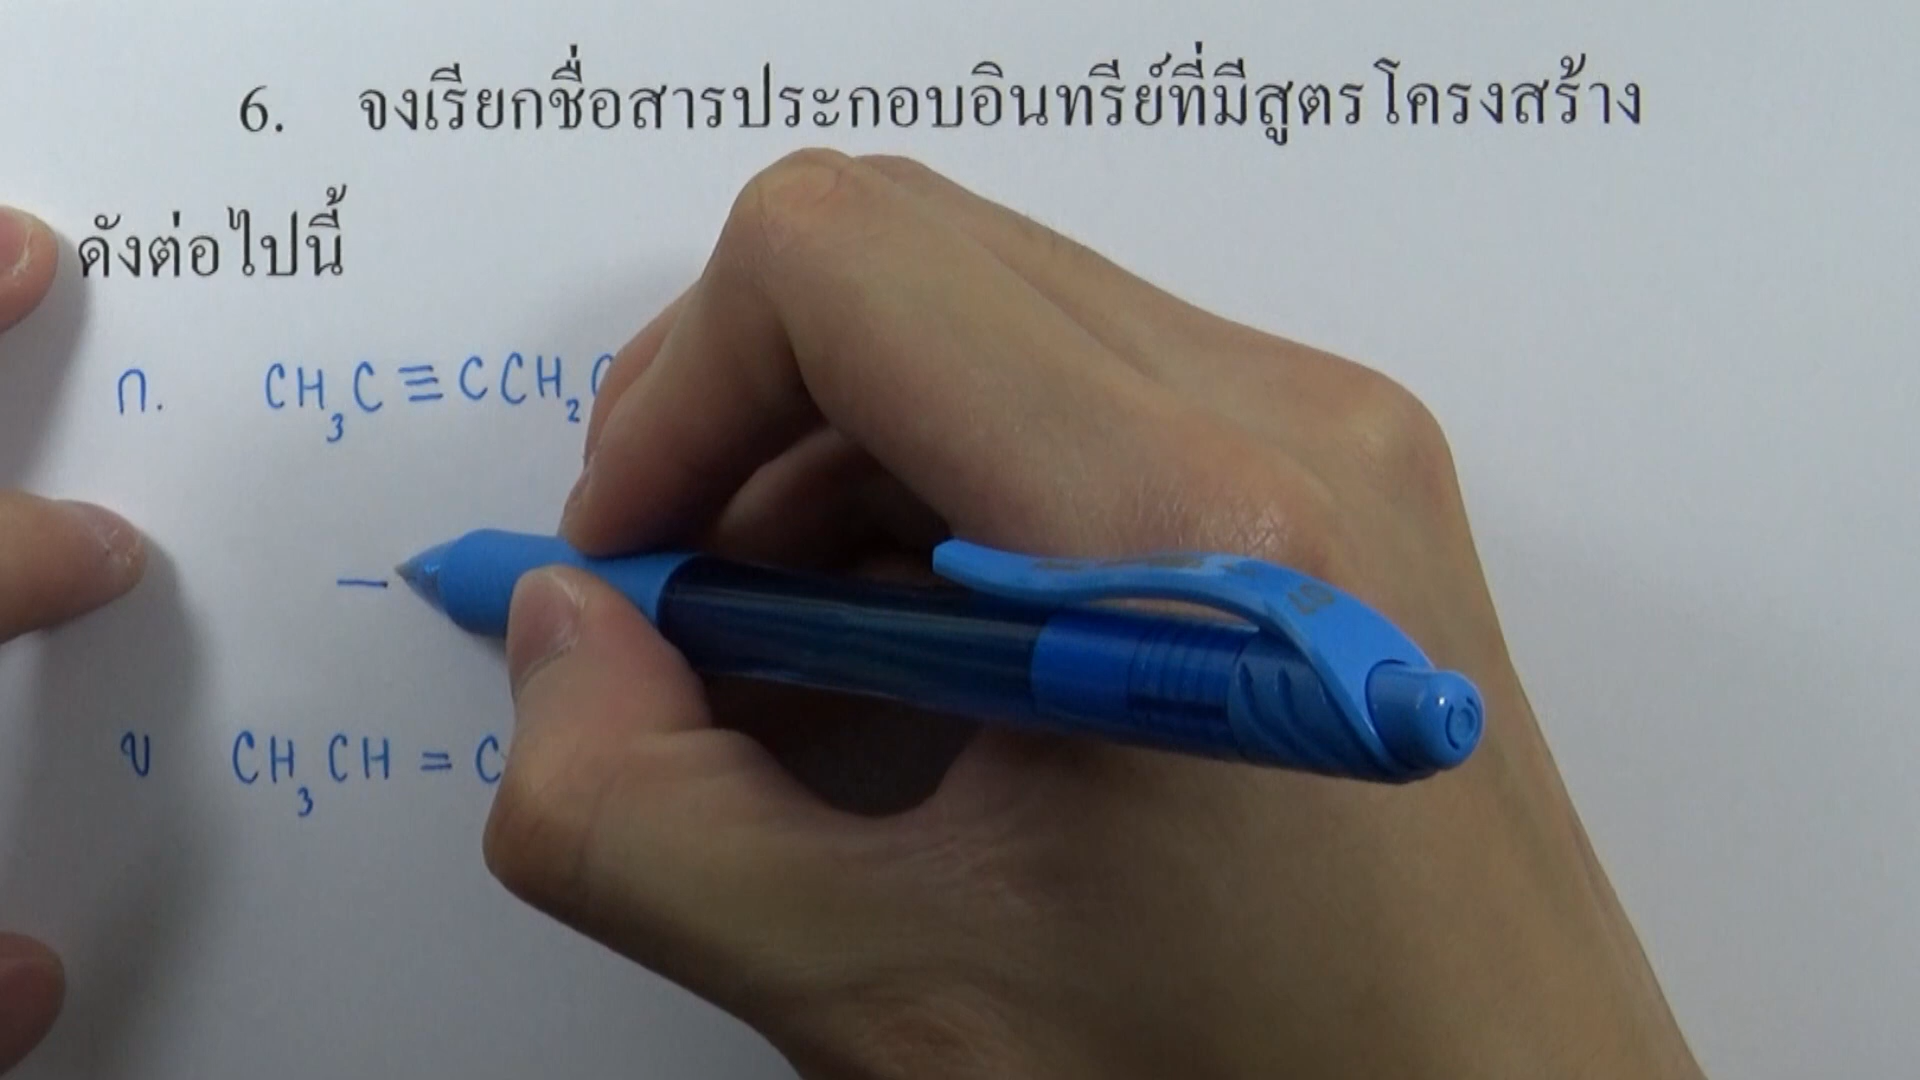 6. จงเรียกชื่อสารประกอบอินทรีย์ที่มีสูตรโครงสร้าง
ดังต่อไปนี้
ก. CH₃C≡CCH₂C
ข CH₃CH=C
07